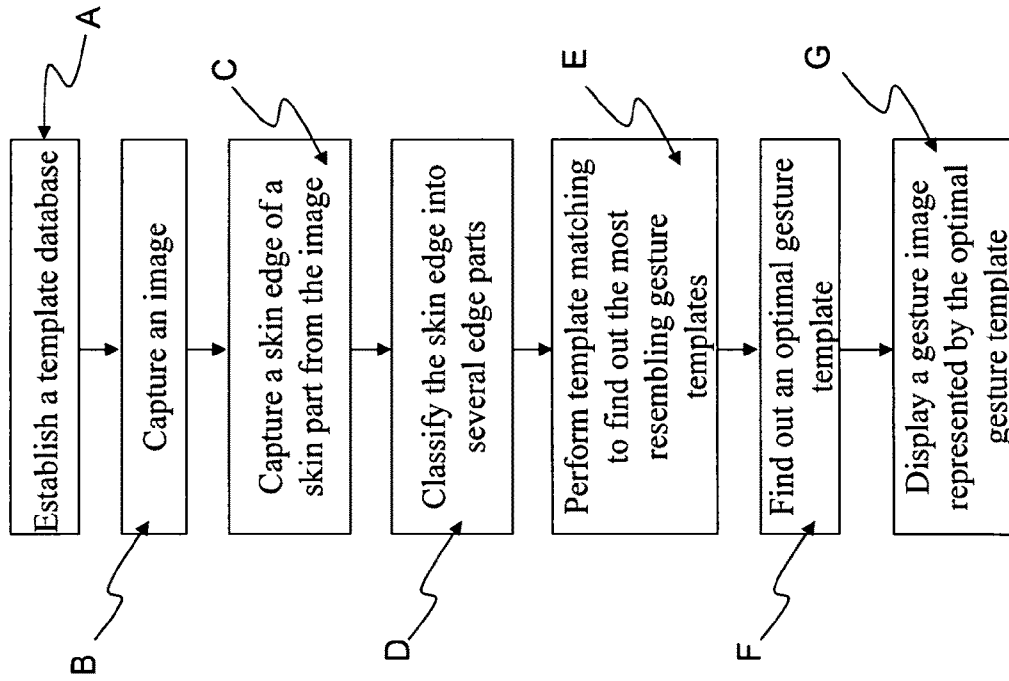 Establish a template database
A
Capture an image
B
Capture a skin edge of a
skin part from the image
C
Classify the skin edge into
several edge parts
D
Perform template matching
to find out the most
resembling gesture
templates
E
Find out an optimal gesture
template
F
Display a gesture image
represented by the optimal
gesture template
G